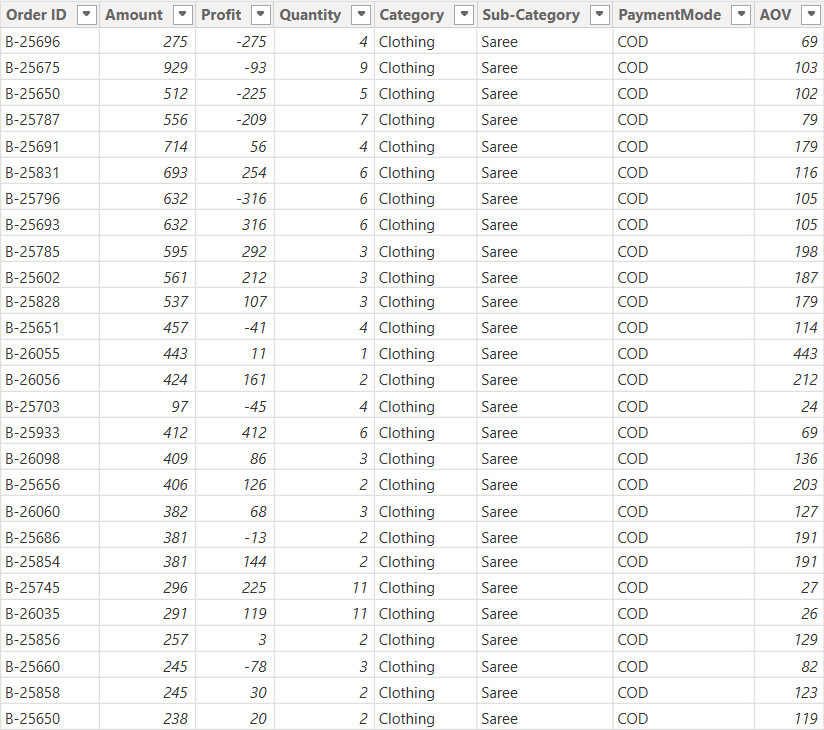 Order ID Amount Profit Quantity Category Sub-Category PaymentMode AOV
B-25696 275 -275 4 Clothing Saree COD 69
B-25675 929 -93 9 Clothing Saree COD 103
B-25650 512 -225 5 Clothing Saree COD 102
B-25787 556 -209 7 Clothing Saree COD 79
B-25691 714 56 4 Clothing Saree COD 179
B-25831 693 254 6 Clothing Saree COD 116
B-25796 632 -316 6 Clothing Saree COD 105
B-25693 632 316 6 Clothing Saree COD 105
B-25785 595 292 3 Clothing Saree COD 198
B-25602 561 212 3 Clothing Saree COD 187
B-25828 537 107 3 Clothing Saree COD 179
B-25651 457 -41 4 Clothing Saree COD 114
B-26055 443 11 1 Clothing Saree COD 443
B-26056 424 161 2 Clothing Saree COD 212
B-25703 97 -45 4 Clothing Saree COD 24
B-25933 412 412 6 Clothing Saree COD 69
B-26098 409 86 3 Clothing Saree COD 136
B-25656 406 126 2 Clothing Saree COD 203
B-26060 382 68 3 Clothing Saree COD 127
B-25686 381 -13 2 Clothing Saree COD 191
B-25854 381 144 2 Clothing Saree COD 191
B-25745 296 225 11 Clothing Saree COD 27
B-26035 291 119 11 Clothing Saree COD 26
B-25856 257 3 2 Clothing Saree COD 129
B-25660 245 -78 3 Clothing Saree COD 82
B-25858 245 30 2 Clothing Saree COD 123
B-25650 238 20 2 Clothing Saree COD 119